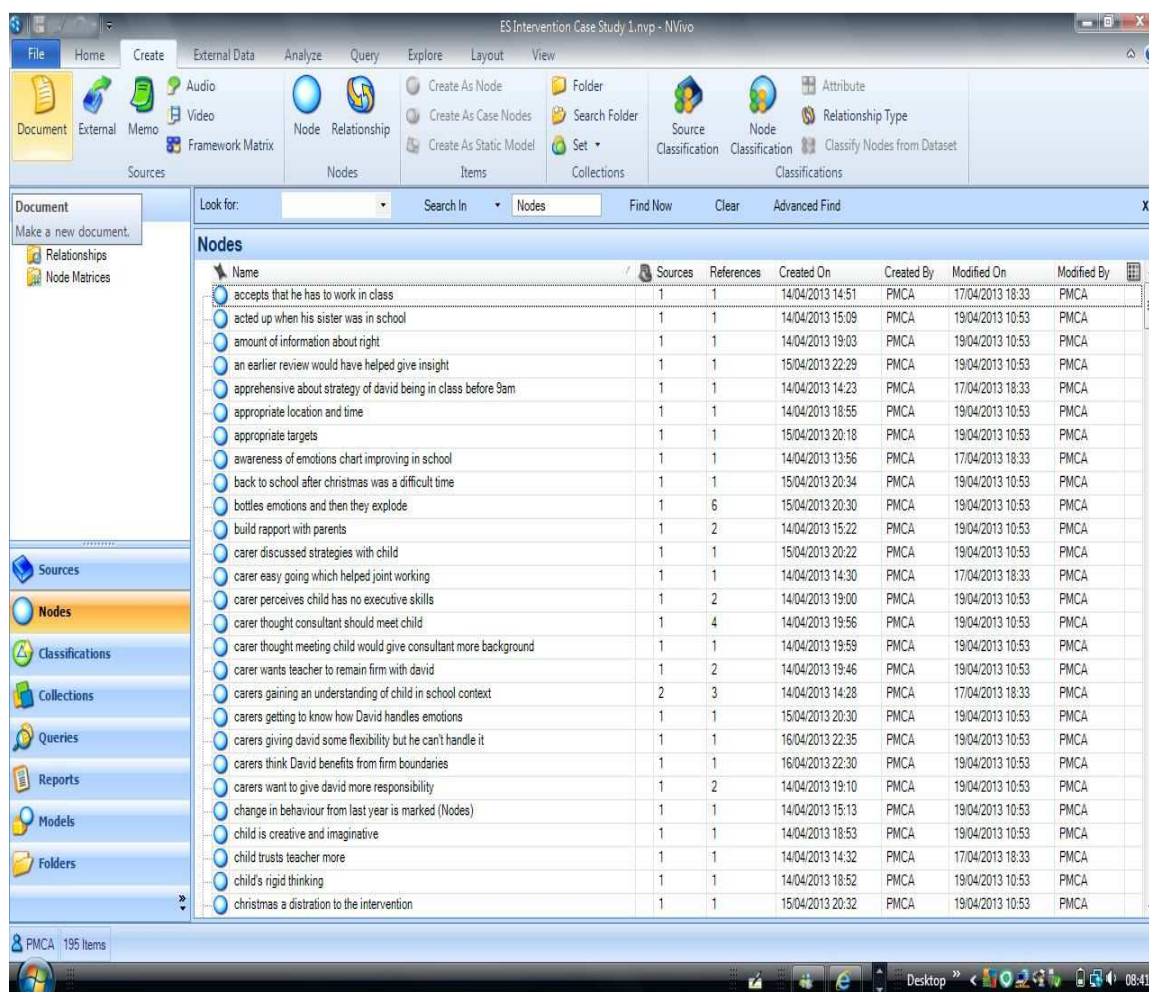 ES Intervention Case Study 1.nvp - NVivo
File Home Create External Data Analyze Query Explore Layout View
Document External Memo Audio Video Framework Matrix
Sources
Node Relationship
Nodes
Create As Node
Create As Case Nodes
Create As Static Model
Items
Folder
Search Folder
Set
Collections
Source Classification Node Classification
Attribute
Relationship Type
Classify Nodes from Dataset
Classifications
Document
Make a new document.
Relationships
Node Matrices
Look for: Search In Nodes Find Now Clear Advanced Find X
Nodes
Name Sources References Created On Created By Modified On Modified By
accepts that he has to work in class 1 1 14/04/2013 14:51 PMCA 17/04/2013 18:33 PMCA
acted up when his sister was in school 1 1 14/04/2013 15:09 PMCA 19/04/2013 10:53 PMCA
amount of information about right 1 1 14/04/2013 19:03 PMCA 19/04/2013 10:53 PMCA
an earlier review would have helped give insight 1 1 15/04/2013 22:29 PMCA 19/04/2013 10:53 PMCA
apprehensive about strategy of david being in class before 9am 1 1 14/04/2013 14:23 PMCA 17/04/2013 18:33 PMCA
appropriate location and time 1 1 14/04/2013 18:55 PMCA 19/04/2013 10:53 PMCA
appropriate targets 1 1 15/04/2013 20:18 PMCA 19/04/2013 10:53 PMCA
awareness of emotions chart improving in school 1 1 14/04/2013 13:56 PMCA 17/04/2013 18:33 PMCA
back to school after christmas was a difficult time 1 1 15/04/2013 20:34 PMCA 19/04/2013 10:53 PMCA
bottles emotions and then they explode 1 6 15/04/2013 20:30 PMCA 19/04/2013 10:53 PMCA
build rapport with parents 1 2 14/04/2013 15:22 PMCA 19/04/2013 10:53 PMCA
carer discussed strategies with child 1 1 15/04/2013 20:22 PMCA 19/04/2013 10:53 PMCA
carer easy going which helped joint working 1 1 14/04/2013 14:30 PMCA 17/04/2013 18:33 PMCA
carer perceives child has no executive skills 1 2 14/04/2013 19:00 PMCA 19/04/2013 10:53 PMCA
carer thought consultant should meet child 1 4 14/04/2013 19:56 PMCA 19/04/2013 10:53 PMCA
carer thought meeting child would give consultant more background 1 1 14/04/2013 19:59 PMCA 19/04/2013 10:53 PMCA
carer wants teacher to remain firm with david 1 2 14/04/2013 19:46 PMCA 19/04/2013 10:53 PMCA
carers gaining an understanding of child in school context 2 3 14/04/2013 14:28 PMCA 17/04/2013 18:33 PMCA
carers getting to know how David handles emotions 1 1 15/04/2013 20:30 PMCA 19/04/2013 10:53 PMCA
carers giving david some flexibility but he can't handle it 1 1 16/04/2013 22:35 PMCA 19/04/2013 10:53 PMCA
carers think David benefits from firm boundaries 1 1 16/04/2013 22:30 PMCA 19/04/2013 10:53 PMCA
carers want to give david more responsibility 1 2 14/04/2013 19:10 PMCA 19/04/2013 10:53 PMCA
change in behaviour from last year is marked (Nodes) 1 1 14/04/2013 15:13 PMCA 19/04/2013 10:53 PMCA
child is creative and imaginative 1 1 14/04/2013 18:53 PMCA 19/04/2013 10:53 PMCA
child trusts teacher more 1 1 14/04/2013 14:32 PMCA 17/04/2013 18:33 PMCA
child's rigid thinking 1 1 14/04/2013 18:52 PMCA 19/04/2013 10:53 PMCA
christmas a distration to the intervention 1 1 15/04/2013 20:32 PMCA 19/04/2013 10:53 PMCA
Sources
Nodes
Classifications
Collections
Queries
Reports
Models
Folders
PMCA 195 Items
Desktop 08:41